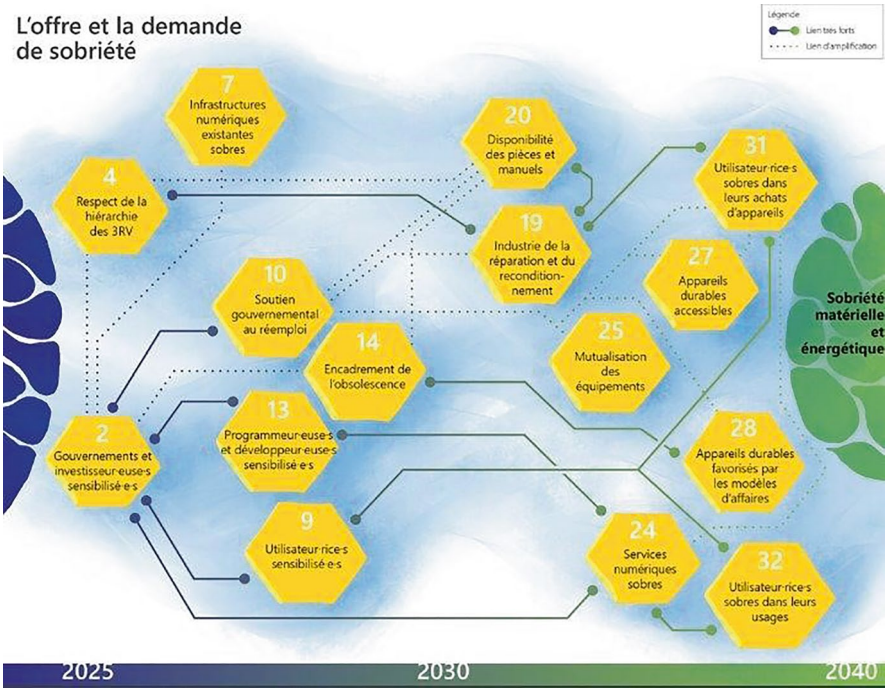 L'offre et la demande
de sobriété
Légende
Lien très forts
Lien d'amplification
7
Infrastructures
numériques
existantes
sobres
20
Disponibilité
des pièces et
manuels
31
Utilisateur·rice·s
sobres dans
leurs achats
d'appareils
4
Respect de la
hiérarchie
des 3RV
19
Industrie de la
réparation et du
recondition-
nement
10
Soutien
gouvernemental
au réemploi
27
Appareils
durables
accessibles
Sobriété
matérielle
et
énergétique
14
Encadrement de
l'obsolescence
25
Mutualisation
des
équipements
13
Programmeur·euse·s
et développeur·euse·s
sensibilisé·e·s
2
Gouvernements et
investisseur·euse·s
sensibilisé·e·s
28
Appareils durables
favorisés par
les modèles
d'affaires
9
Utilisateur·rice·s
sensibilisé·e·s
24
Services
numériques
sobres
32
Utilisateur·rice·s
sobres dans leurs
usages
2025
2030
2040